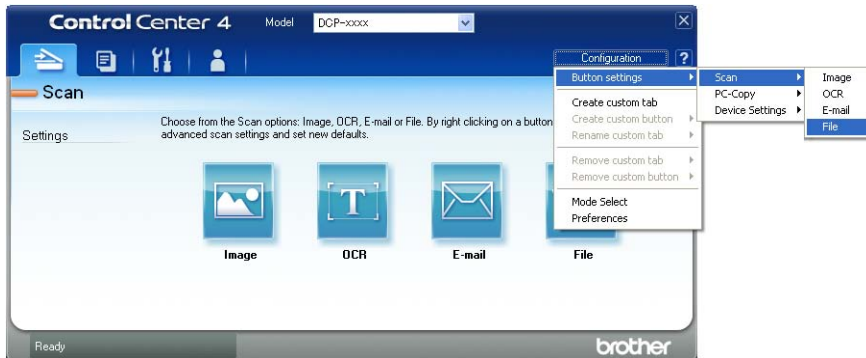 Control Center 4 Model DCP-xxxx
Configuration ?
Scan
Settings
Choose from the Scan options: Image, OCR, E-mail or File. By right clicking on a button
advanced scan settings and set new defaults.
Button settings
Create custom tab
Create custom button
Rename custom tab
Remove custom tab
Remove custom button
Mode Select
Preferences
Scan
PC-Copy
Device Settings
Image
OCR
E-mail
File
T
Image OCR E-mail File
Ready brother